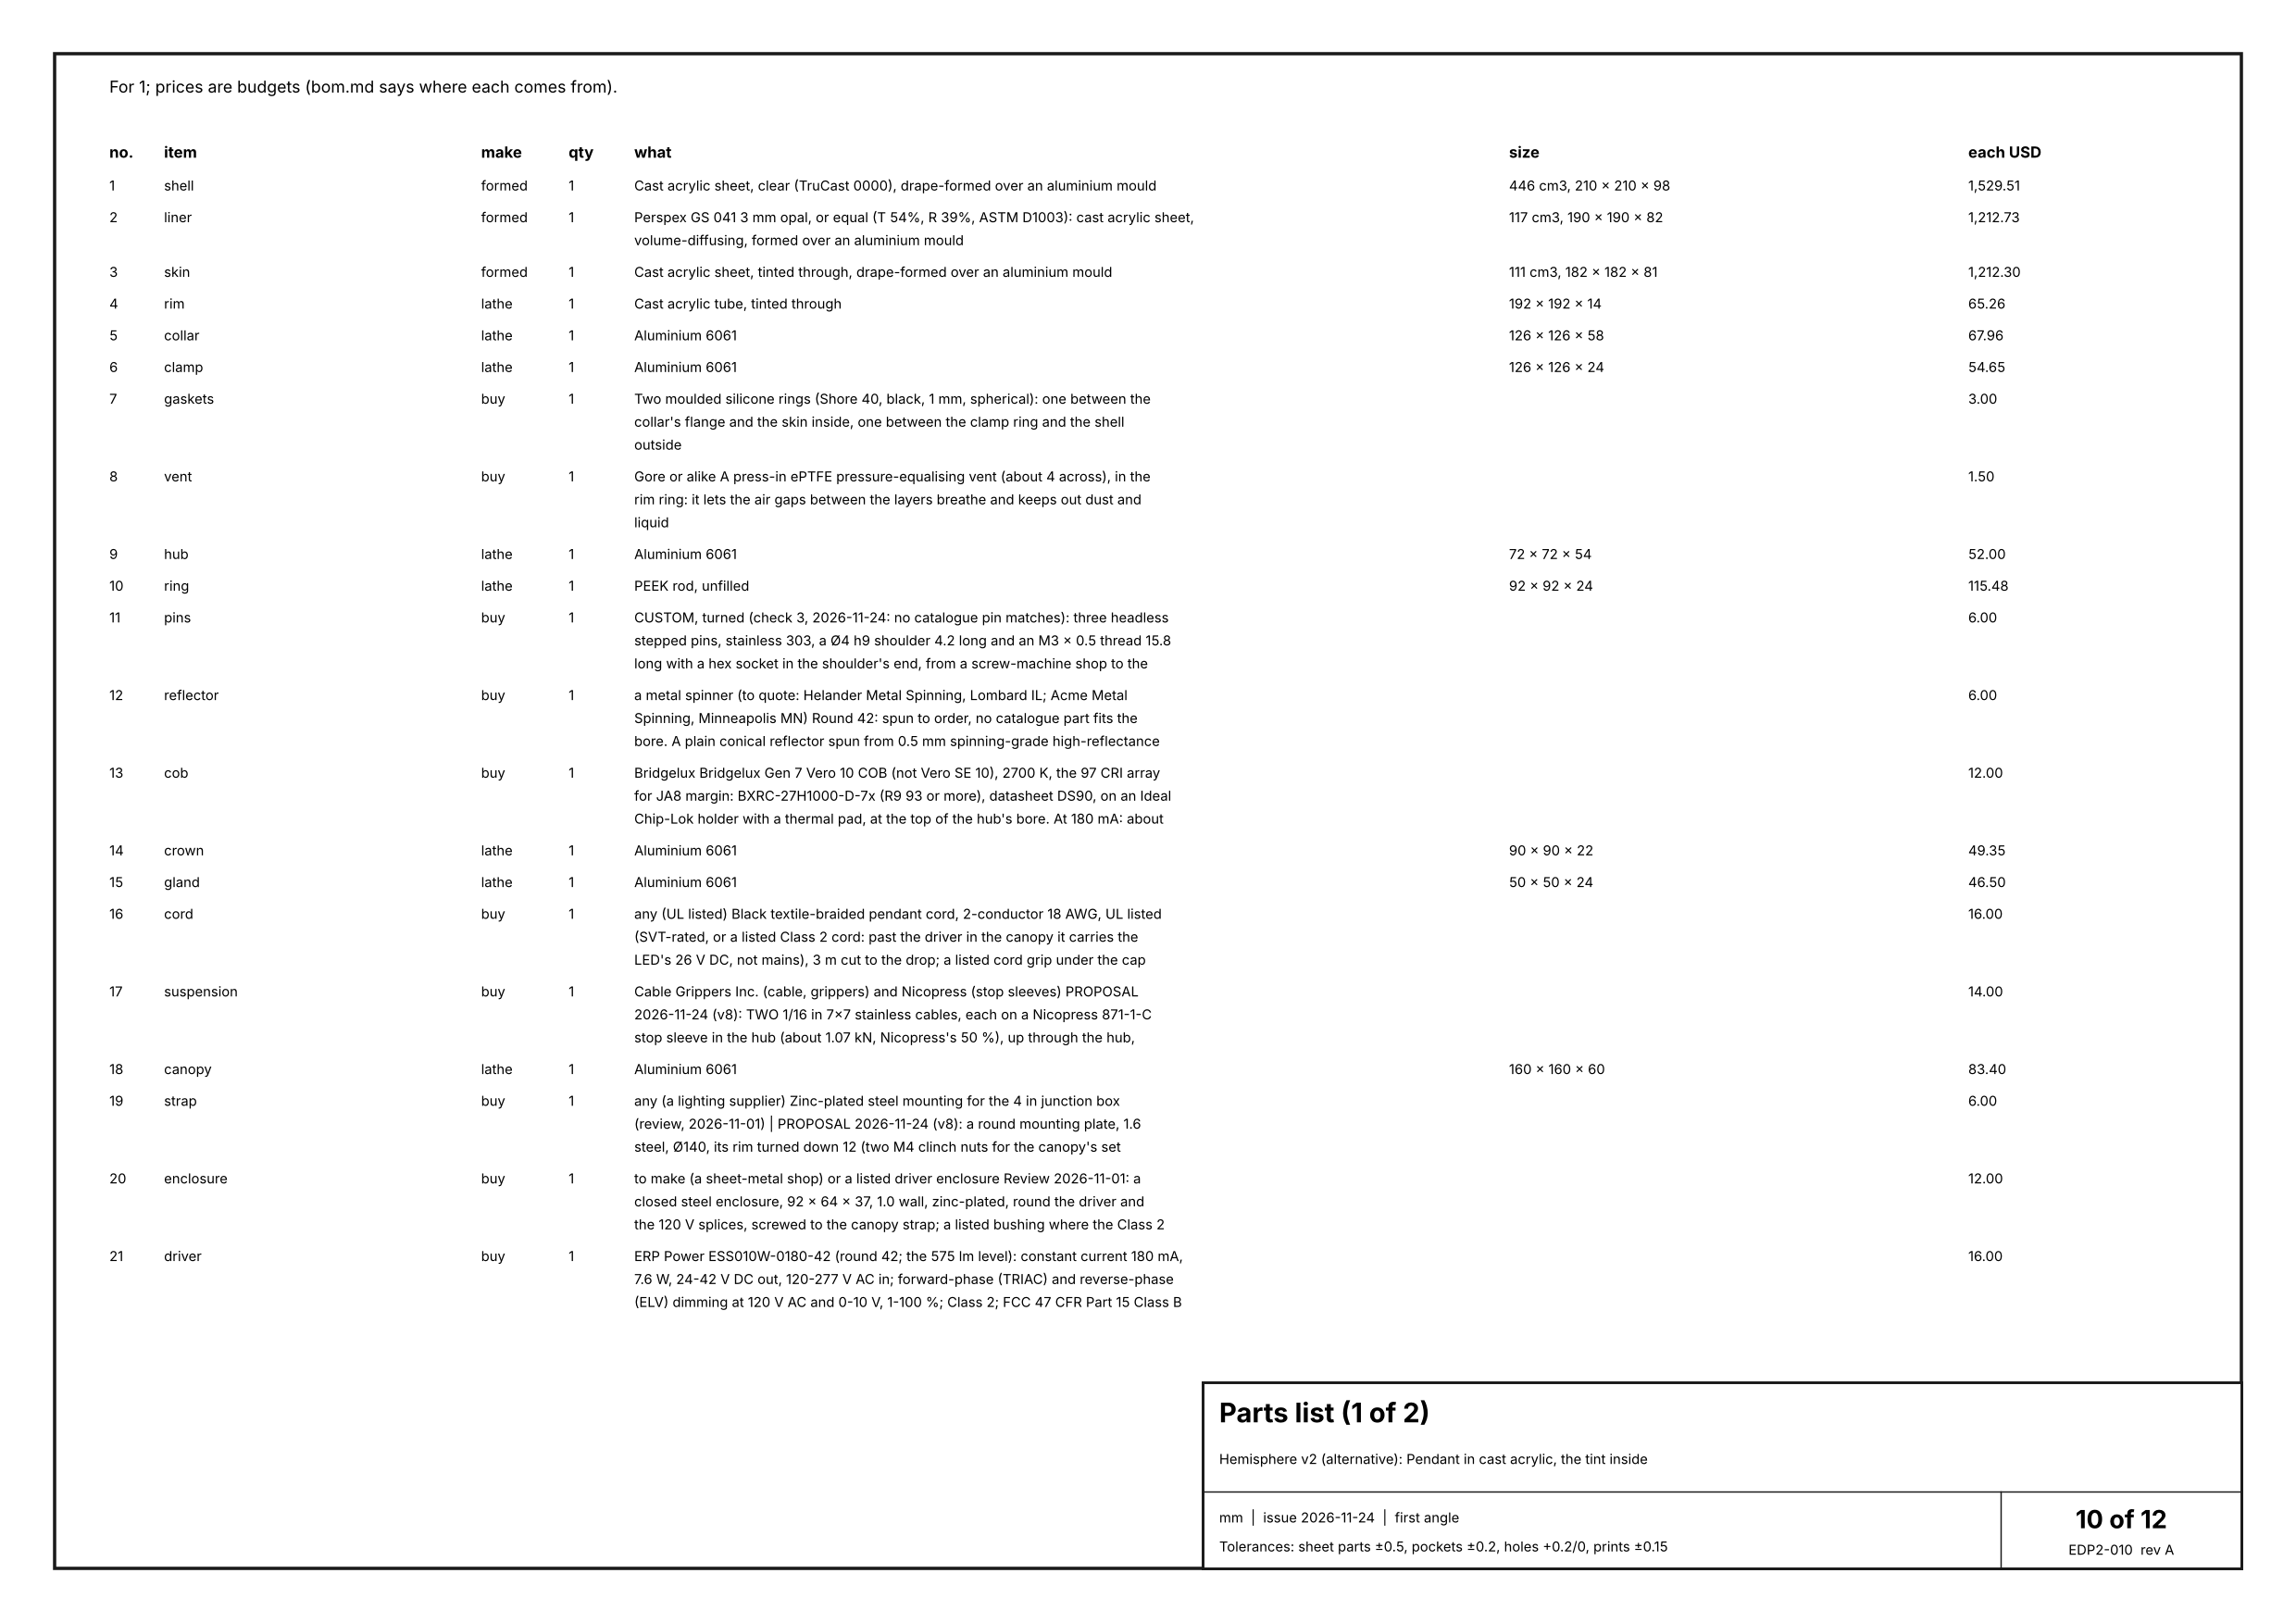 For 1; prices are budgets (bom.md says where each comes from).
no. item make qty what size each USD
1 shell formed 1 Cast acrylic sheet, clear (TruCast 0000), drape-formed over an aluminium mould 446 cm3, 210 × 210 × 98 1,529.51
2 liner formed 1 Perspex GS 041 3 mm opal, or equal (T 54%, R 39%, ASTM D1003): cast acrylic sheet, 117 cm3, 190 × 190 × 82 1,212.73
volume-diffusing, formed over an aluminium mould
3 skin formed 1 Cast acrylic sheet, tinted through, drape-formed over an aluminium mould 111 cm3, 182 × 182 × 81 1,212.30
4 rim lathe 1 Cast acrylic tube, tinted through 192 × 192 × 14 65.26
5 collar lathe 1 Aluminium 6061 126 × 126 × 58 67.96
6 clamp lathe 1 Aluminium 6061 126 × 126 × 24 54.65
7 gaskets buy 1 Two moulded silicone rings (Shore 40, black, 1 mm, spherical): one between the 3.00
collar's flange and the skin inside, one between the clamp ring and the shell
outside
8 vent buy 1 Gore or alike A press-in ePTFE pressure-equalising vent (about 4 across), in the 1.50
rim ring: it lets the air gaps between the layers breathe and keeps out dust and
liquid
9 hub lathe 1 Aluminium 6061 72 × 72 × 54 52.00
10 ring lathe 1 PEEK rod, unfilled 92 × 92 × 24 115.48
11 pins buy 1 CUSTOM, turned (check 3, 2026-11-24: no catalogue pin matches): three headless 6.00
stepped pins, stainless 303, a Ø4 h9 shoulder 4.2 long and an M3 × 0.5 thread 15.8
long with a hex socket in the shoulder's end, from a screw-machine shop to the
12 reflector buy 1 a metal spinner (to quote: Helander Metal Spinning, Lombard IL; Acme Metal 6.00
Spinning, Minneapolis MN) Round 42: spun to order, no catalogue part fits the
bore. A plain conical reflector spun from 0.5 mm spinning-grade high-reflectance
13 cob buy 1 Bridgelux Bridgelux Gen 7 Vero 10 COB (not Vero SE 10), 2700 K, the 97 CRI array 12.00
for JA8 margin: BXRC-27H1000-D-7x (R9 93 or more), datasheet DS90, on an Ideal
Chip-Lok holder with a thermal pad, at the top of the hub's bore. At 180 mA: about
14 crown lathe 1 Aluminium 6061 90 × 90 × 22 49.35
15 gland lathe 1 Aluminium 6061 50 × 50 × 24 46.50
16 cord buy 1 any (UL listed) Black textile-braided pendant cord, 2-conductor 18 AWG, UL listed 16.00
(SVT-rated, or a listed Class 2 cord: past the driver in the canopy it carries the
LED's 26 V DC, not mains), 3 m cut to the drop; a listed cord grip under the cap
17 suspension buy 1 Cable Grippers Inc. (cable, grippers) and Nicopress (stop sleeves) PROPOSAL 14.00
2026-11-24 (v8): TWO 1/16 in 7×7 stainless cables, each on a Nicopress 871-1-C
stop sleeve in the hub (about 1.07 kN, Nicopress's 50 %), up through the hub,
18 canopy lathe 1 Aluminium 6061 160 × 160 × 60 83.40
19 strap buy 1 any (a lighting supplier) Zinc-plated steel mounting for the 4 in junction box 6.00
(review, 2026-11-01) | PROPOSAL 2026-11-24 (v8): a round mounting plate, 1.6
steel, Ø140, its rim turned down 12 (two M4 clinch nuts for the canopy's set
20 enclosure buy 1 to make (a sheet-metal shop) or a listed driver enclosure Review 2026-11-01: a 12.00
closed steel enclosure, 92 × 64 × 37, 1.0 wall, zinc-plated, round the driver and
the 120 V splices, screwed to the canopy strap; a listed bushing where the Class 2
21 driver buy 1 ERP Power ESS010W-0180-42 (round 42; the 575 lm level): constant current 180 mA, 16.00
7.6 W, 24-42 V DC out, 120-277 V AC in; forward-phase (TRIAC) and reverse-phase
(ELV) dimming at 120 V AC and 0-10 V, 1-100 %; Class 2; FCC 47 CFR Part 15 Class B
Parts list (1 of 2)
Hemisphere v2 (alternative): Pendant in cast acrylic, the tint inside
mm | issue 2026-11-24 | first angle
Tolerances: sheet parts ±0.5, pockets ±0.2, holes +0.2/0, prints ±0.15
10 of 12
EDP2-010 rev A